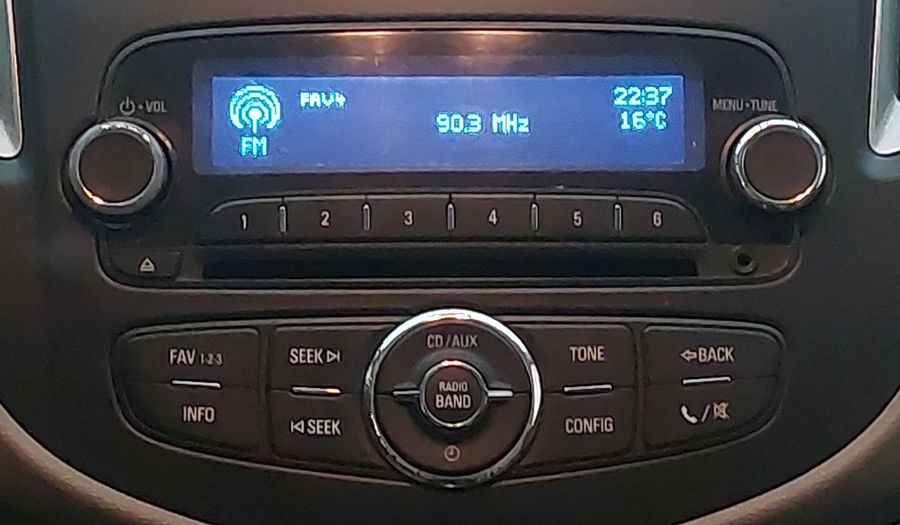 VOL
FAV4
22:37
MENU • TUNE
90.3 MHz
16°C
FM
1 2 3 4 5 6
CD/AUX
FAV 1-2-3
SEEK
TONE
BACK
RADIO
BAND
INFO
SEEK
CONFIG